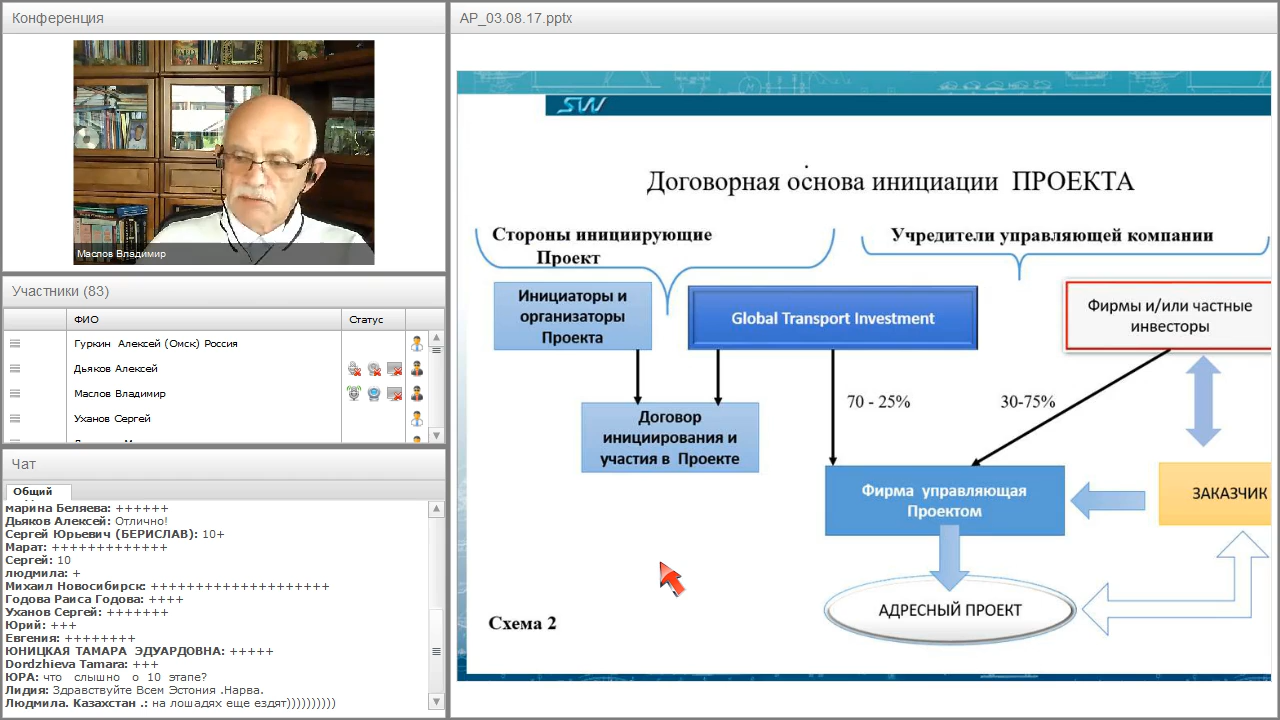 Конференция
Маслов Владимир
Участники (83)
ФИО
Статус
Гуркин Алексей (Омск) Россия
Дьяков Алексей
Маслов Владимир
Уханов Сергей
Чат
Общий
марина Беляева: ++++++
Дьяков Алексей: Отлично!
Сергей Юрьевич (БЕРИСЛАВ): 10+
Марат: +++++++++++++
Сергей: 10
людмила: +
Михаил Новосибирск: ++++++++++++++++++++
Годова Раиса Годова: ++++
Уханов Сергей: +++++++
Юрий: +++
Евгения: ++++++++
ЮНИЦКАЯ ТАМАРА ЭДУАРДОВНА: +++++
Dordzhieva Tamara: +++
ЮРА: что слышно о 10 этапе?
Лидия: Здравствуйте Всем Эстония .Нарва.
Людмила. Казахстан .: на лошадях еще ездят))))))))))
AP_03.08.17.pptx
SW
Договорная основа инициации ПРОЕКТА
Стороны инициирующие
Проект
Учредители управляющей компании
Инициаторы и
организаторы
Проекта
Global Transport Investment
Фирмы и/или частные
инвесторы
70 - 25%
30-75%
Договор
инициирования и
участия в Проекте
Фирма управляющая
Проектом
ЗАКАЗЧИК
АДРЕСНЫЙ ПРОЕКТ
Схема 2